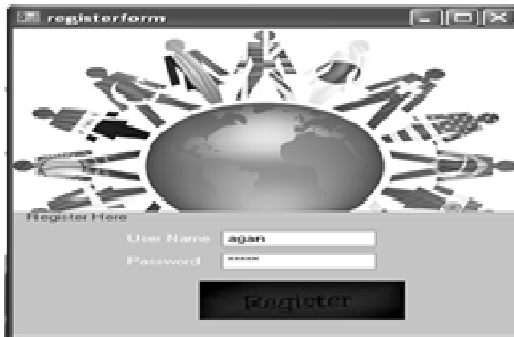 registerform
Register Here
User Name agan
Password *****
Register